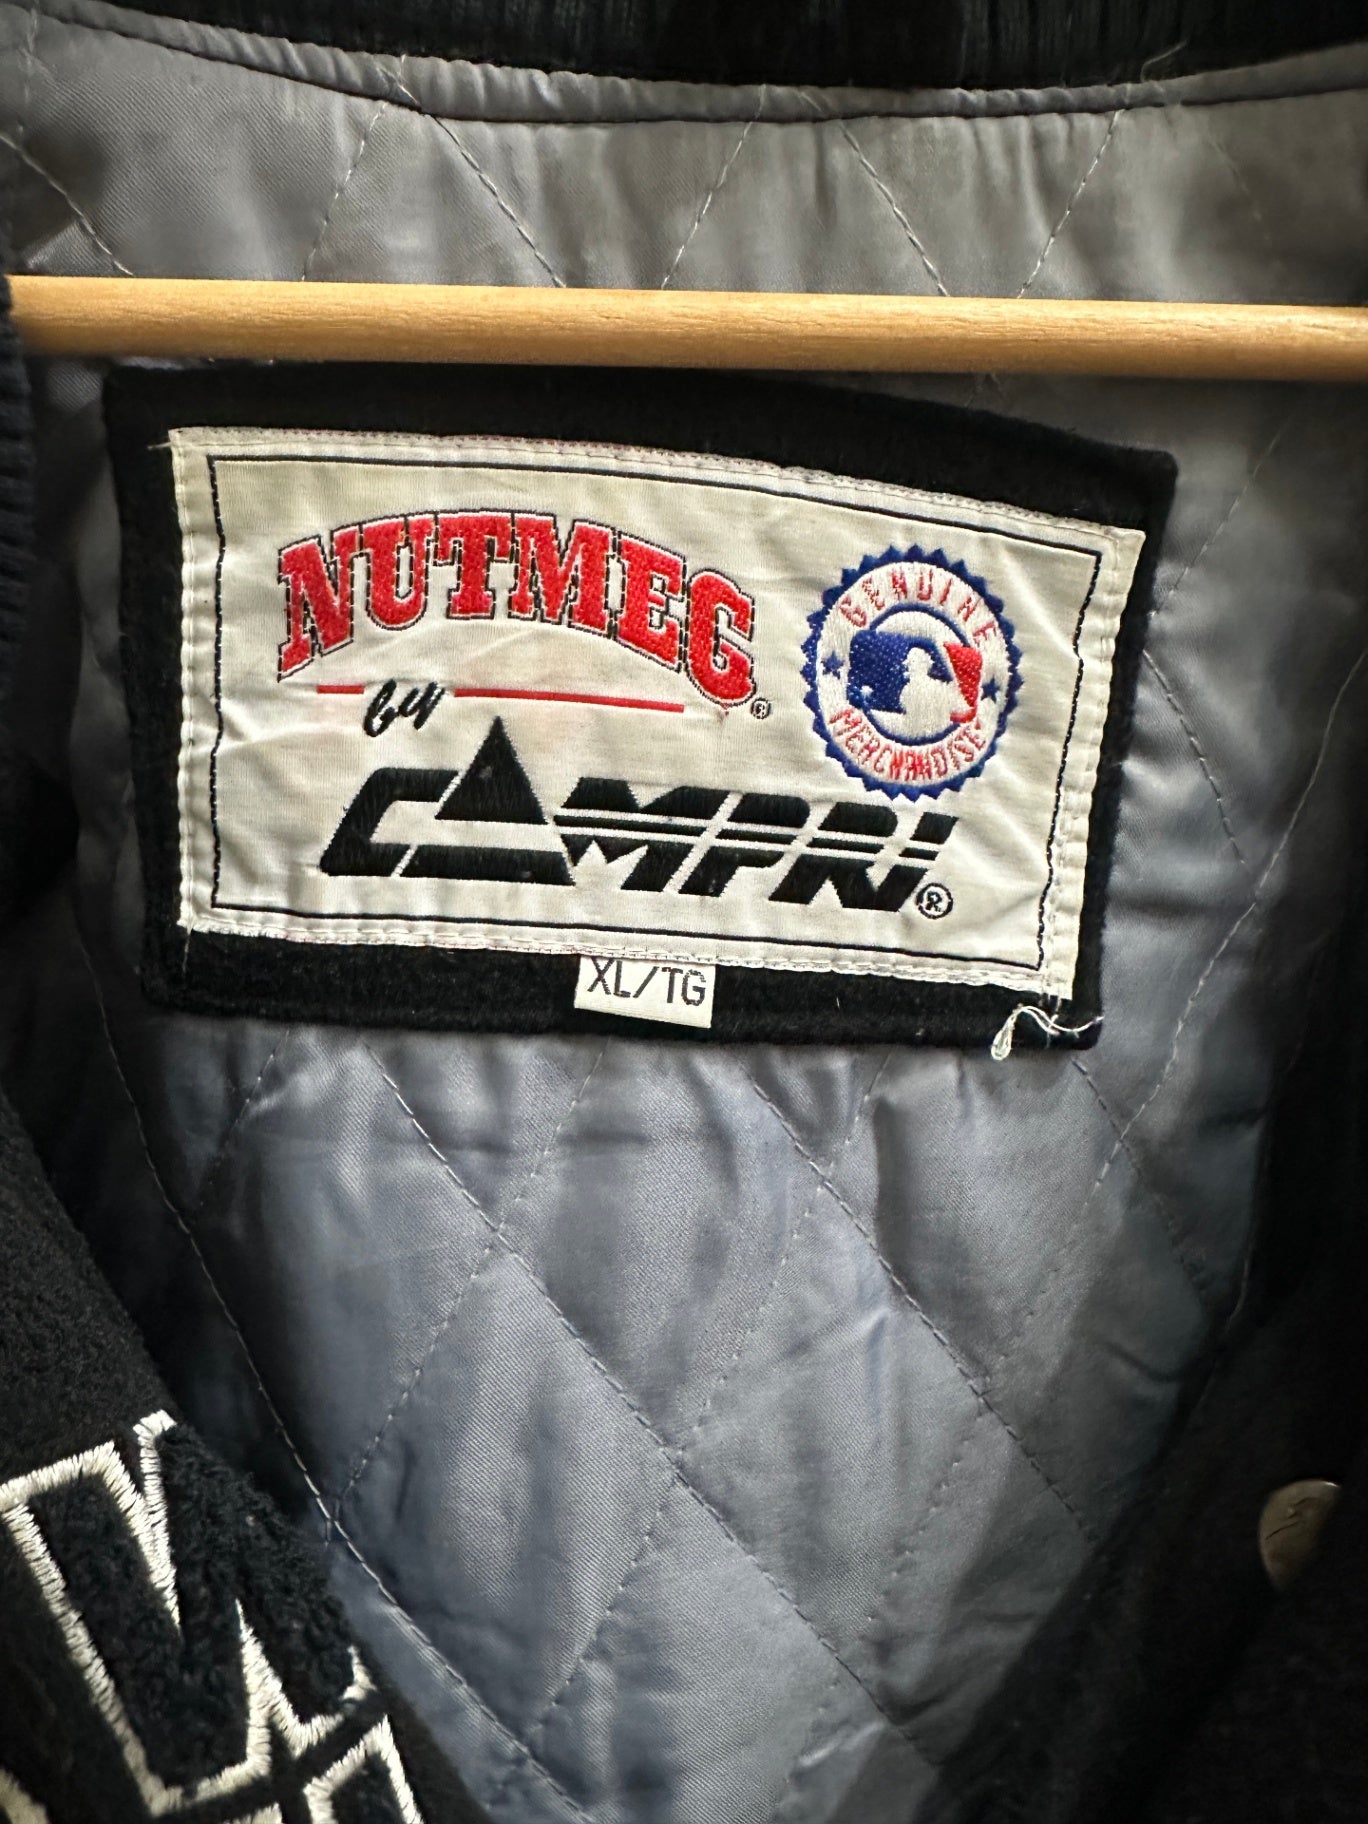 NUTMEG®
GENUINE
MERCHANDISE
by
CAMPRI®
XL/TG